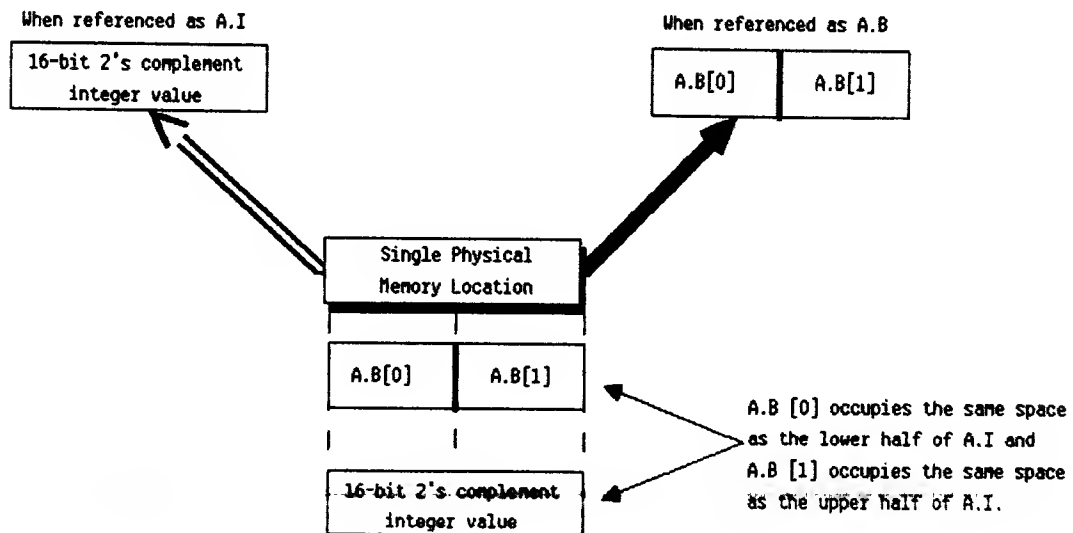 When referenced as A.I
16-bit 2's complement
integer value
When referenced as A.B
A.B[0]
A.B[1]
Single Physical
Memory Location
A.B[0]
A.B[1]
A.B [0] occupies the same space
as the lower half of A.I and
A.B [1] occupies the same space
as the upper half of A.I.
16-bit 2's complement
integer value